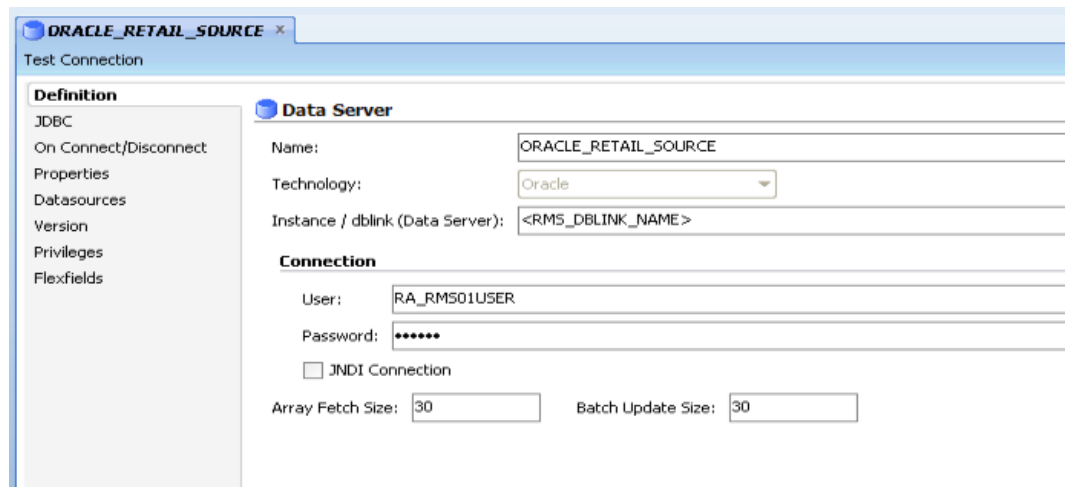 ORACLE_RETAIL_SOURCE ×
Test Connection
Definition
JDBC
On Connect/Disconnect
Properties
Datasources
Version
Privileges
Flexfields
Data Server
Name: ORACLE_RETAIL_SOURCE
Technology: Oracle
Instance / dblink (Data Server): <RMS_DBLINK_NAME>
Connection
User: RA_RMS01USER
Password: ••••••
JNDI Connection
Array Fetch Size: 30 Batch Update Size: 30